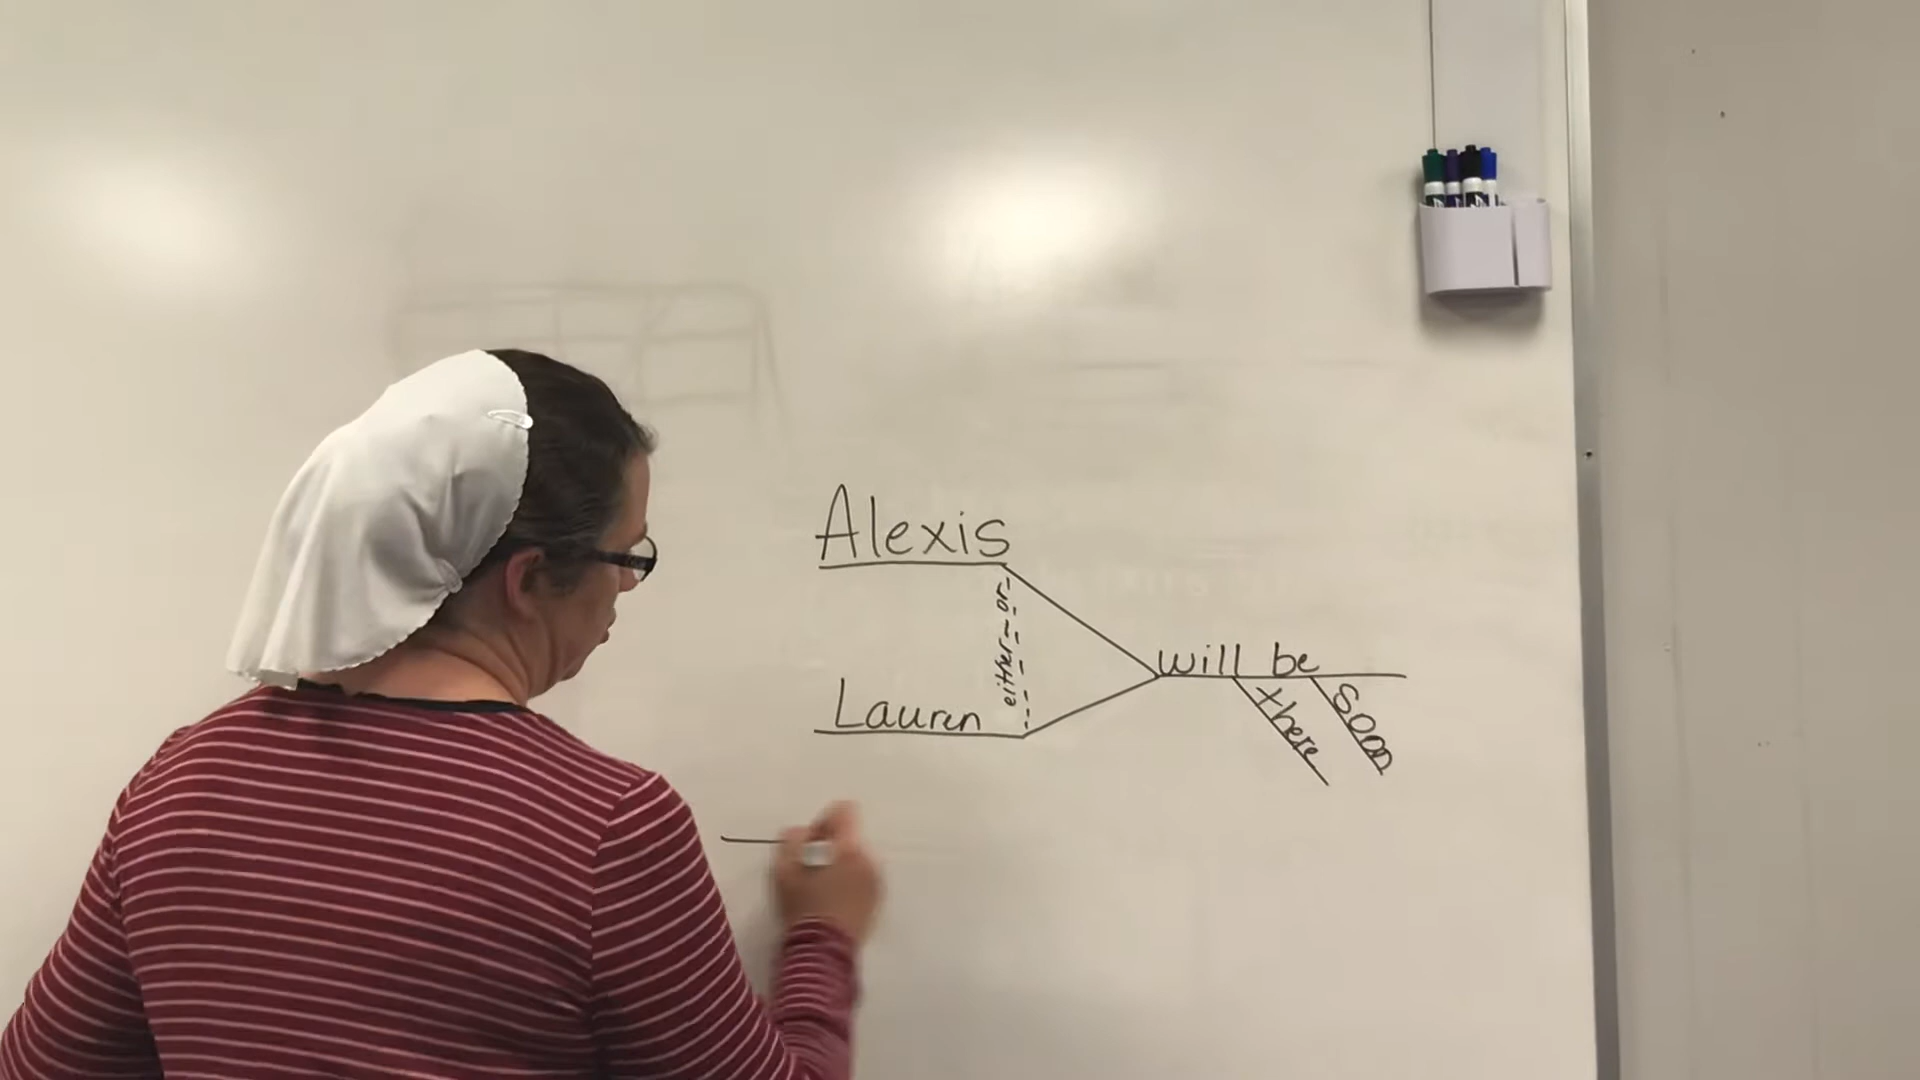 Alexis
either - or
Lauren
will be
there
soon